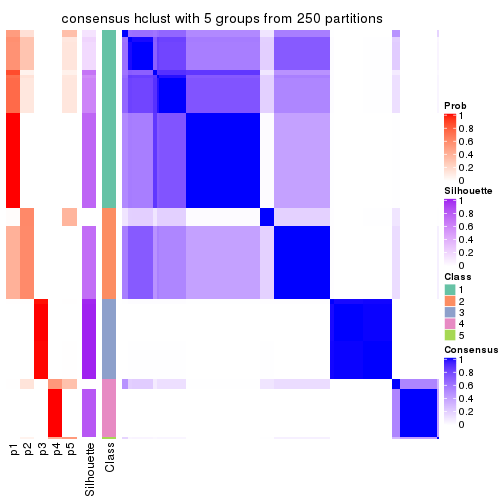 consensus hclust with 5 groups from 250 partitions
Prob
1
0.8
0.6
0.4
0.2
0
Silhouette
1
0.8
0.6
0.4
0.2
0
Class
1
2
3
4
5
Consensus
1
0.8
0.6
0.4
0.2
0
p1
p2
p3
p4
p5
Silhouette
Class